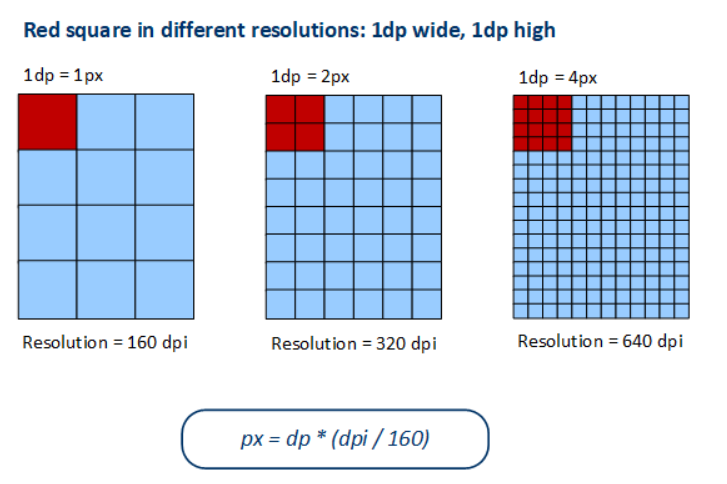 Red square in different resolutions: 1dp wide, 1dp high
1dp = 1px
1dp = 2px
1dp = 4px
Resolution = 160 dpi
Resolution = 320 dpi
Resolution = 640 dpi
px = dp * (dpi / 160)